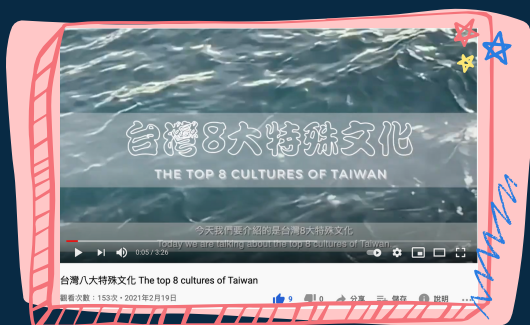 台灣8大特殊文化
THE TOP 8 CULTURES OF TAIWAN
今天我們要介紹的是台灣8大特殊文化
Today we are talking about the top 8 cultures of Taiwan
0:05 / 3:26
台灣八大特殊文化 The top 8 cultures of Taiwan
觀看次數：153次 • 2021年2月19日
9 0 分享 儲存 說明